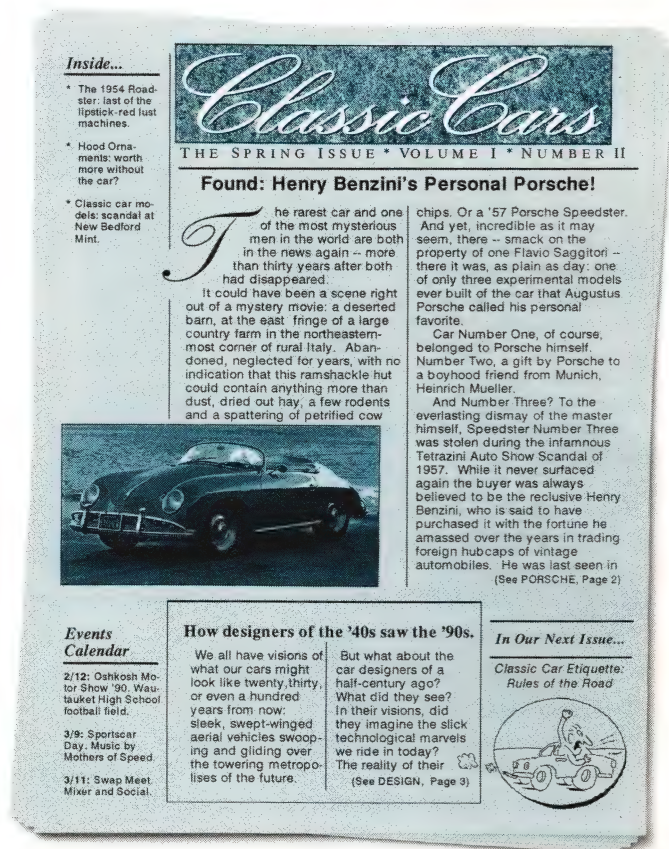 Inside...
* The 1954 Road-
ster: last of the
lipstick-red lust
machines.
* Hood Orna-
ments: worth
more without
the car?
* Classic car mo-
dels: scandal at
New Bedford
Mint.
Classic Cars
THE SPRING ISSUE * VOLUME I * NUMBER II
Found: Henry Benzini's Personal Porsche!
The rarest car and one
of the most mysterious
men in the world are both
in the news again -- more
than thirty years after both
had disappeared.
It could have been a scene right
out of a mystery movie: a deserted
barn, at the east fringe of a large
country farm in the northeastern-
most corner of rural Italy. Aban-
doned, neglected for years, with no
indication that this ramshackle hut
could contain anything more than
dust, dried out hay, a few rodents
and a spattering of petrified cow
chips. Or a '57 Porsche Speedster.
And yet, incredible as it may
seem, there -- smack on the
property of one Flavio Saggitori --
there it was, as plain as day: one
of only three experimental models
ever built of the car that Augustus
Porsche called his personal
favorite.
Car Number One, of course,
belonged to Porsche himself.
Number Two, a gift by Porsche to
a boyhood friend from Munich,
Heinrich Mueller.
And Number Three? To the
everlasting dismay of the master
himself, Speedster Number Three
was stolen during the infamnous
Tetrazini Auto Show Scandal of
1957. While it never surfaced
again the buyer was always
believed to be the reclusive Henry
Benzini, who is said to have
purchased it with the fortune he
amassed over the years in trading
foreign hubcaps of vintage
automobiles. He was last seen in
(See PORSCHE, Page 2)
Events
Calendar
2/12: Oshkosh Mo-
tor Show '90. Wau-
tauket High School
football field.
3/9: Sportscar
Day. Music by
Mothers of Speed.
3/11: Swap Meet.
Mixer and Social.
How designers of the '40s saw the '90s.
We all have visions of
what our cars might
look like twenty,thirty,
or even a hundred
years from now:
sleek, swept-winged
aerial vehicles swoop-
ing and gliding over
the towering metropo-
lises of the future.
But what about the
car designers of a
half-century ago?
What did they see?
In their visions, did
they imagine the slick
technological marvels
we ride in today?
The reality of their
(See DESIGN, Page 3)
In Our Next Issue...
Classic Car Etiquette:
Rules of the Road